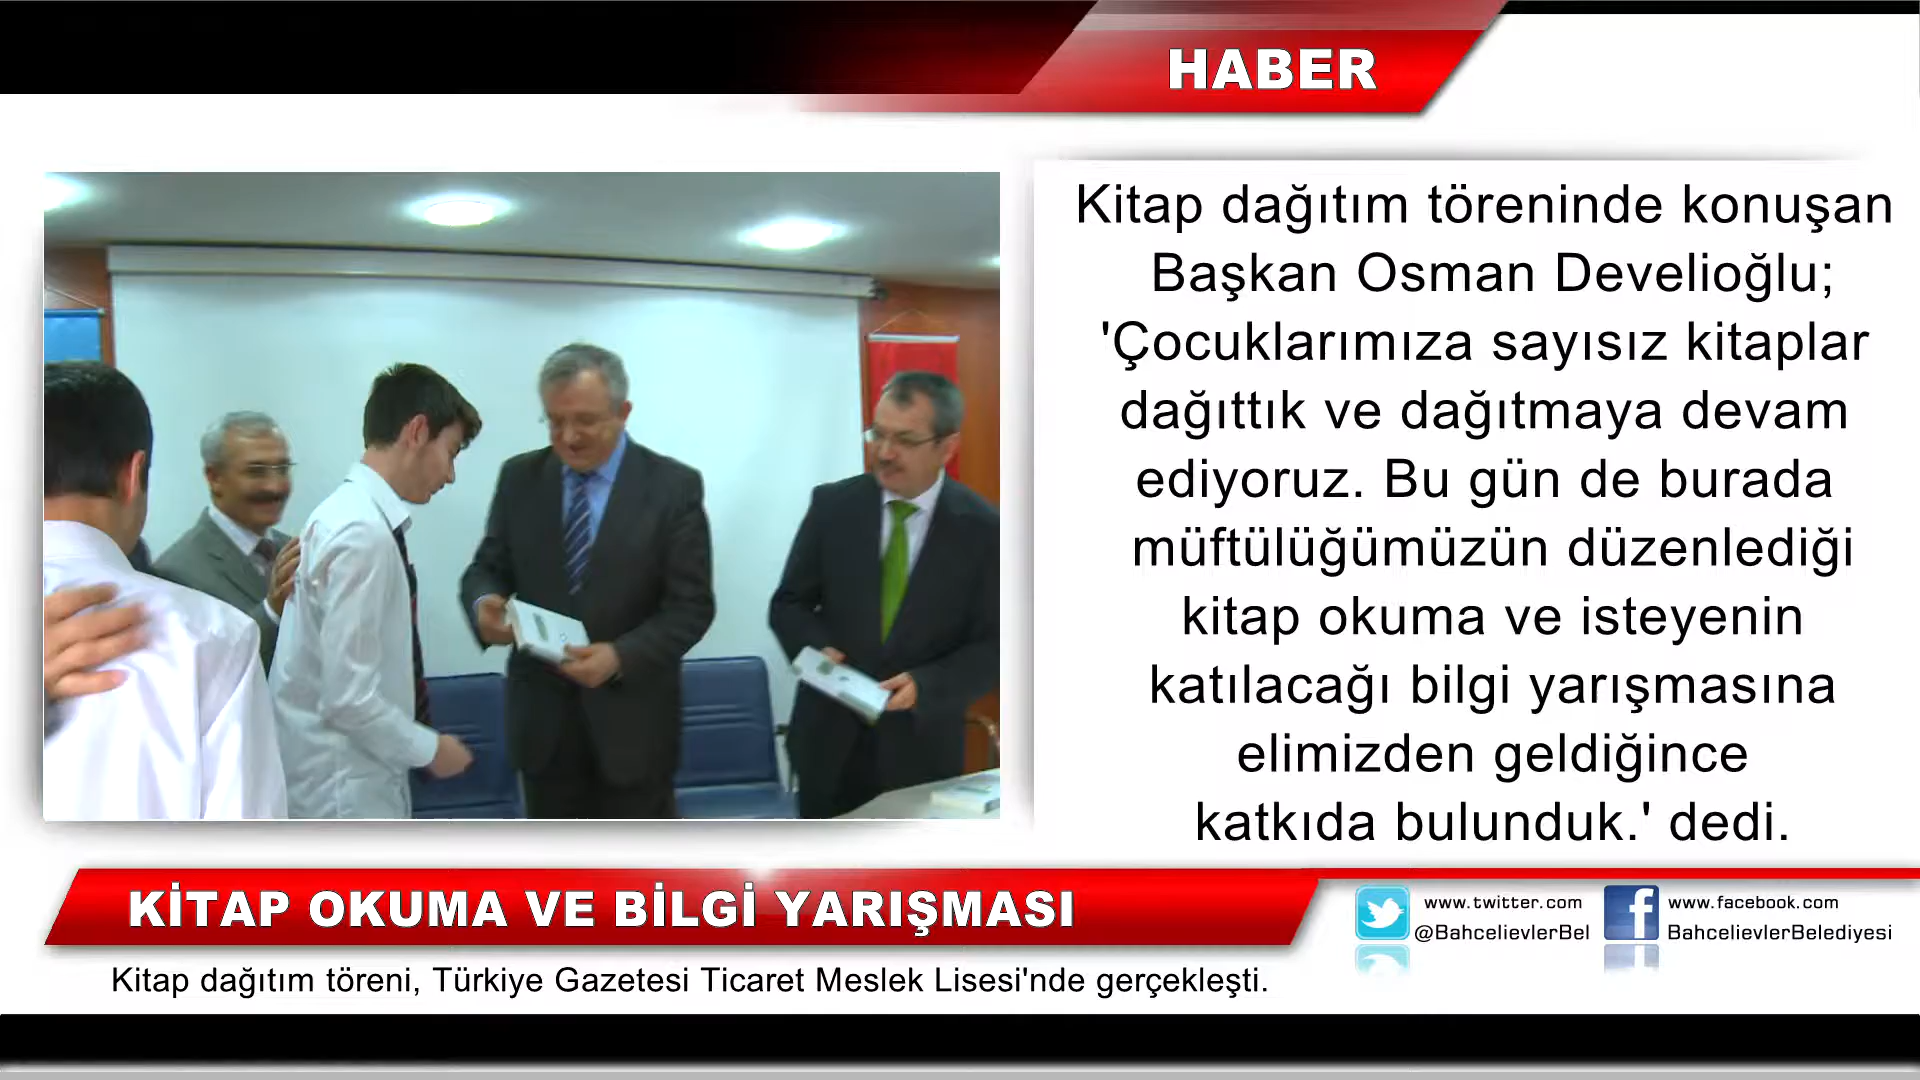 HABER
Kitap dağıtım töreninde konuşan
Başkan Osman Develioğlu;
'Çocuklarımıza sayısız kitaplar
dağıttık ve dağıtmaya devam
ediyoruz. Bu gün de burada
müftülüğümüzün düzenlediği
kitap okuma ve isteyenin
katılacağı bilgi yarışmasına
elimizden geldiğince
katkıda bulunduk.' dedi.
KİTAP OKUMA VE BİLGİ YARIŞMASI
Kitap dağıtım töreni, Türkiye Gazetesi Ticaret Meslek Lisesi'nde gerçekleşti.
www.twitter.com
@BahcelievlerBel
www.facebook.com
BahcelievlerBelediyesi